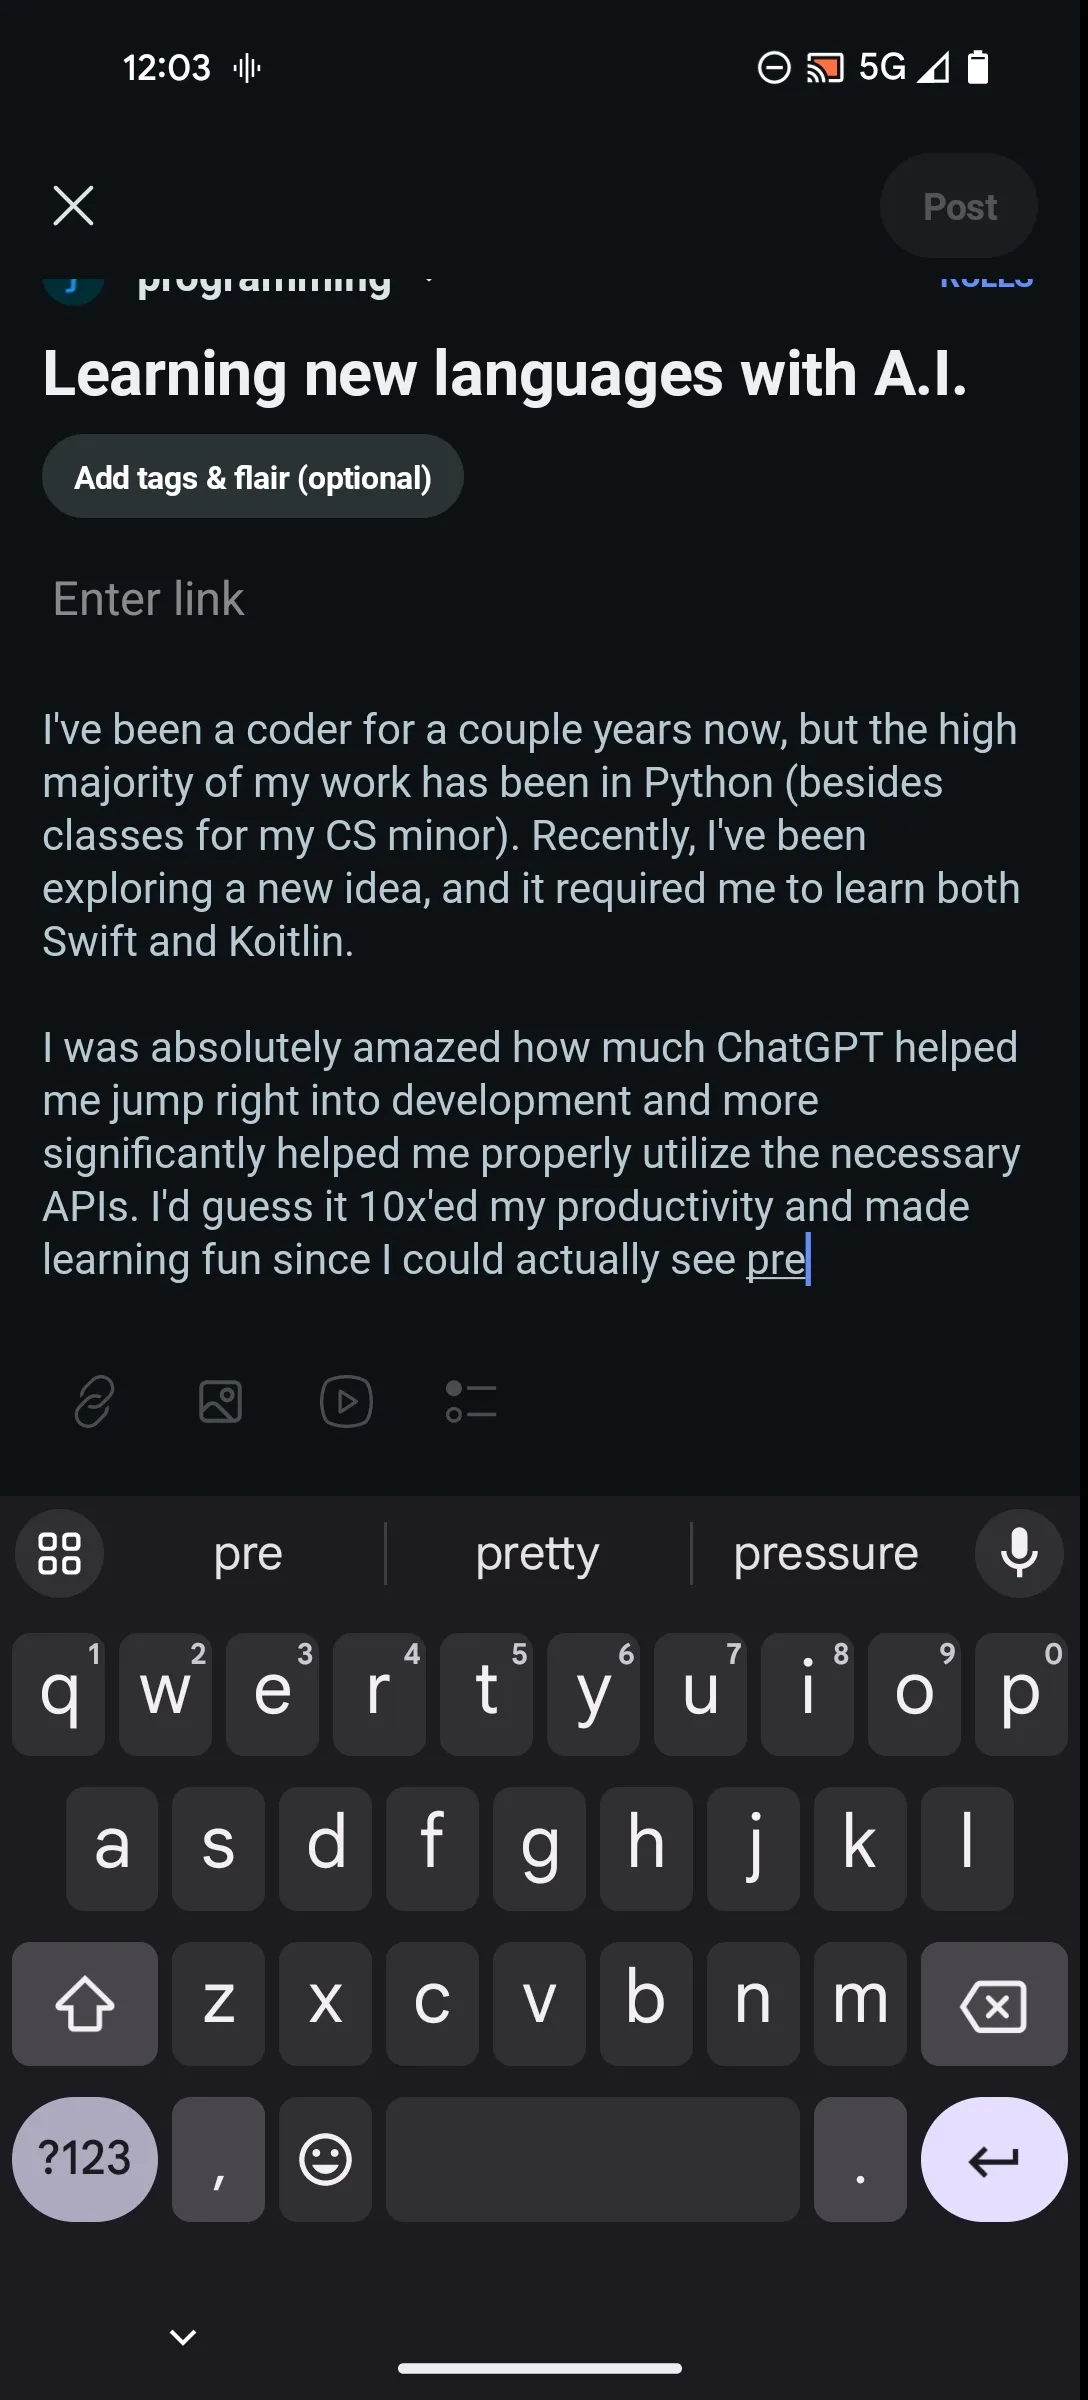 12:03
5G
Post
programming
RULES
Learning new languages with A.I.
Add tags & flair (optional)
Enter link
I've been a coder for a couple years now, but the high
majority of my work has been in Python (besides
classes for my CS minor). Recently, I've been
exploring a new idea, and it required me to learn both
Swift and Koitlin.
I was absolutely amazed how much ChatGPT helped
me jump right into development and more
significantly helped me properly utilize the necessary
APIs. I'd guess it 10x'ed my productivity and made
learning fun since I could actually see pre
pre pretty pressure
1 2 3 4 5 6 7 8 9 0
q w e r t y u i o p
a s d f g h j k l
z x c v b n m
?123 , .